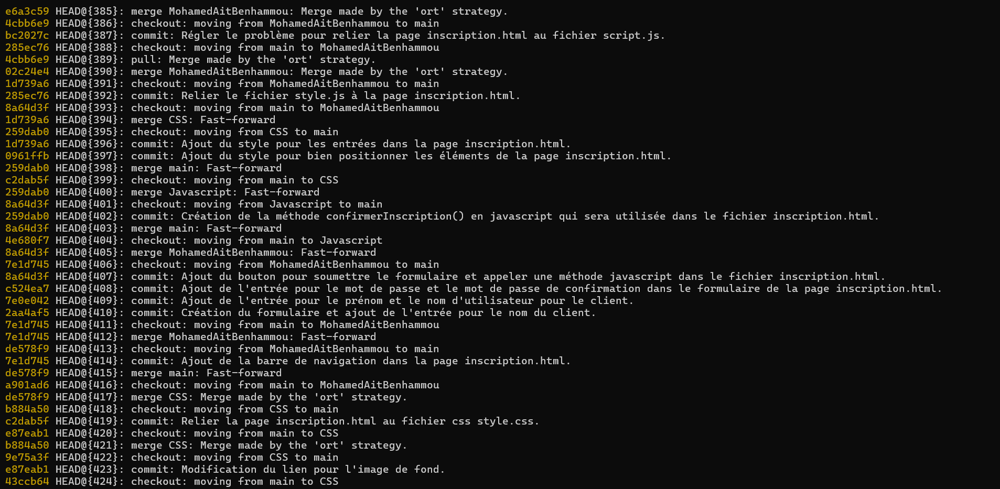 e6a3c59 HEAD@{385}: merge MohamedAitBenhammou: Merge made by the 'ort' strategy.
4cbb6e9 HEAD@{386}: checkout: moving from MohamedAitBenhammou to main
bc2027c HEAD@{387}: commit: Régler le problème pour relier la page inscription.html au fichier script.js.
285ec76 HEAD@{388}: checkout: moving from main to MohamedAitBenhammou
4cbb6e9 HEAD@{389}: pull: Merge made by the 'ort' strategy.
02c24e4 HEAD@{390}: merge MohamedAitBenhammou: Merge made by the 'ort' strategy.
1d739a6 HEAD@{391}: checkout: moving from MohamedAitBenhammou to main
285ec76 HEAD@{392}: commit: Relier le fichier style.js à la page inscription.html.
8a64d3f HEAD@{393}: checkout: moving from main to MohamedAitBenhammou
1d739a6 HEAD@{394}: merge CSS: Fast-forward
259dab0 HEAD@{395}: checkout: moving from CSS to main
1d739a6 HEAD@{396}: commit: Ajout du style pour les entrées dans la page inscription.html.
0961ffb HEAD@{397}: commit: Ajout du style pour bien positionner les éléments de la page inscription.html.
259dab0 HEAD@{398}: merge main: Fast-forward
c2dab5f HEAD@{399}: checkout: moving from main to CSS
259dab0 HEAD@{400}: merge Javascript: Fast-forward
8a64d3f HEAD@{401}: checkout: moving from Javascript to main
259dab0 HEAD@{402}: commit: Création de la méthode confirmerInscription() en javascript qui sera utilisée dans le fichier inscription.html.
8a64d3f HEAD@{403}: merge main: Fast-forward
4e680f7 HEAD@{404}: checkout: moving from main to Javascript
8a64d3f HEAD@{405}: merge MohamedAitBenhammou: Fast-forward
7e1d745 HEAD@{406}: checkout: moving from MohamedAitBenhammou to main
8a64d3f HEAD@{407}: commit: Ajout du bouton pour soumettre le formulaire et appeler une méthode javascript dans le fichier inscription.html.
c524ea7 HEAD@{408}: commit: Ajout de l'entrée pour le mot de passe et le mot de passe de confirmation dans le formulaire de la page inscription.html.
7e0e042 HEAD@{409}: commit: Ajout de l'entrée pour le prénom et le nom d'utilisateur pour le client.
2aa4af5 HEAD@{410}: commit: Création du formulaire et ajout de l'entrée pour le nom du client.
7e1d745 HEAD@{411}: checkout: moving from main to MohamedAitBenhammou
7e1d745 HEAD@{412}: merge MohamedAitBenhammou: Fast-forward
de578f9 HEAD@{413}: checkout: moving from MohamedAitBenhammou to main
7e1d745 HEAD@{414}: commit: Ajout de la barre de navigation dans la page inscription.html.
de578f9 HEAD@{415}: merge main: Fast-forward
a901ad6 HEAD@{416}: checkout: moving from main to MohamedAitBenhammou
de578f9 HEAD@{417}: merge CSS: Merge made by the 'ort' strategy.
b884a50 HEAD@{418}: checkout: moving from CSS to main
c2dab5f HEAD@{419}: commit: Relier la page inscription.html au fichier css style.css.
e87eab1 HEAD@{420}: checkout: moving from main to CSS
b884a50 HEAD@{421}: merge CSS: Merge made by the 'ort' strategy.
9e75a3f HEAD@{422}: checkout: moving from CSS to main
e87eab1 HEAD@{423}: commit: Modification du lien pour l'image de fond.
43ccb64 HEAD@{424}: checkout: moving from main to CSS